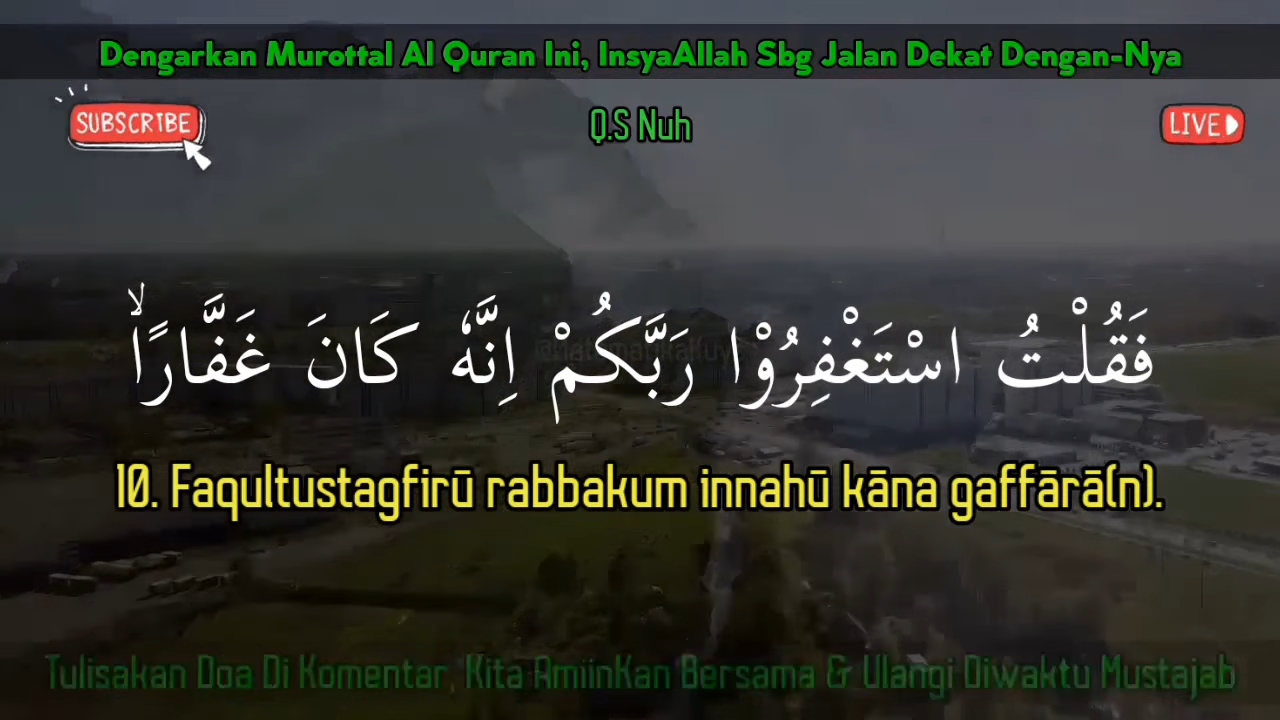 Dengarkan Murottal Al Quran Ini, InsyaAllah Sbg Jalan Dekat Dengan-Nya
SUBSCRIBE
Q.S Nuh
LIVE
فَقُلْتُ اسْتَغْفِرُوْا رَبَّكُمْ اِنَّهٗ كَانَ غَفَّارًاۙ
10. Faqultustagfirū rabbakum innahū kāna gaffārā(n).
Tulisakan Doa Di Komentar, Kita AmiinKan Bersama & Ulangi Diwaktu Mustajab